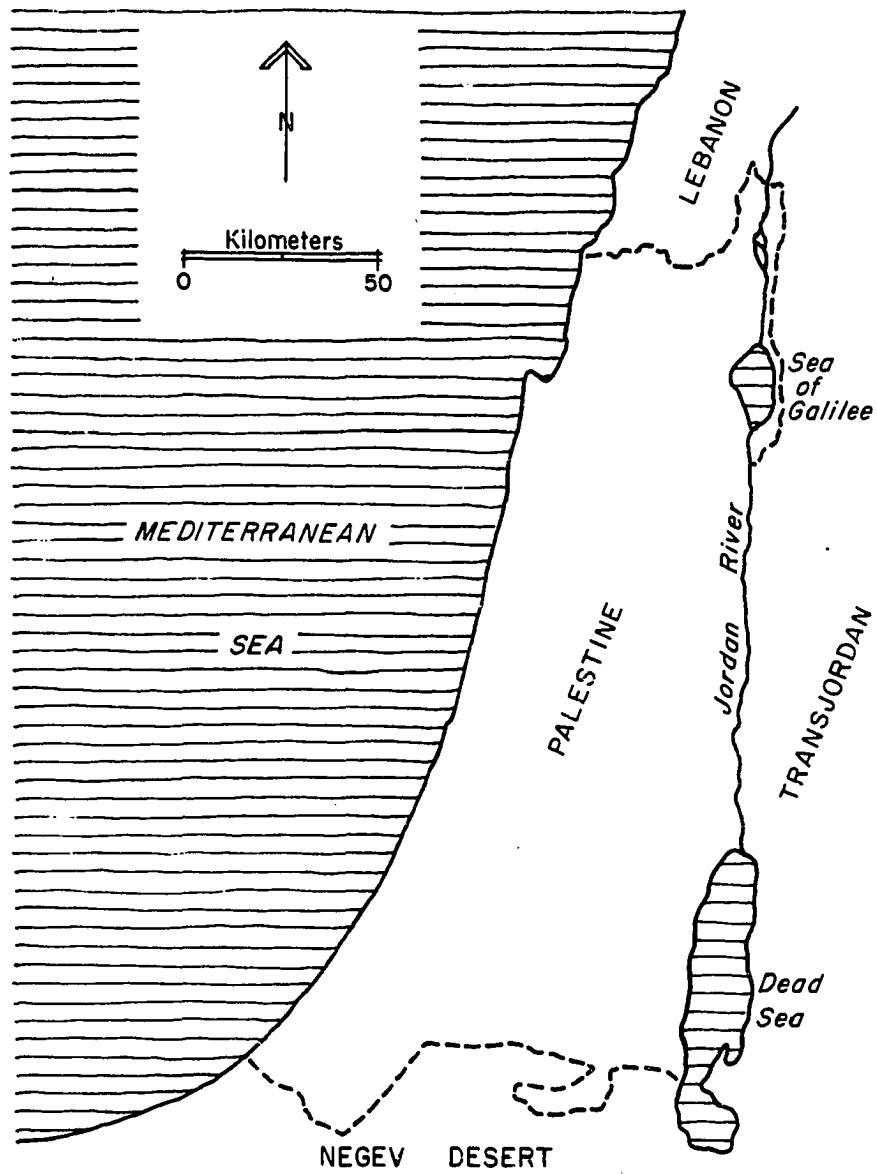 N
Kilometers
0 50
LEBANON
Sea
of
Galilee
MEDITERRANEAN
SEA
Jordan River
PALESTINE
TRANSJORDAN
Dead
Sea
NEGEV DESERT